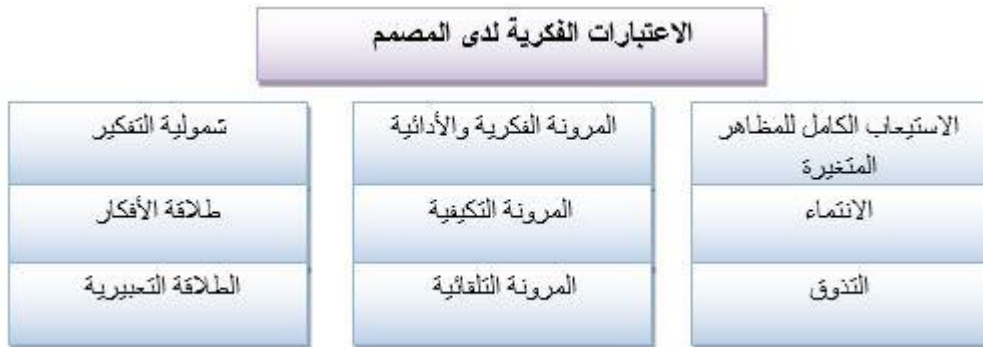 الاعتبارات الفكرية لدى المصمم
الاستيعاب الكامل للمظاهر
المتغيرة
المرونة الفكرية والأدائية
شمولية التفكير
الانتماء
المرونة التكيفية
طلاقة الأفكار
التذوق
المرونة التلقائية
الطلاقة التعبيرية